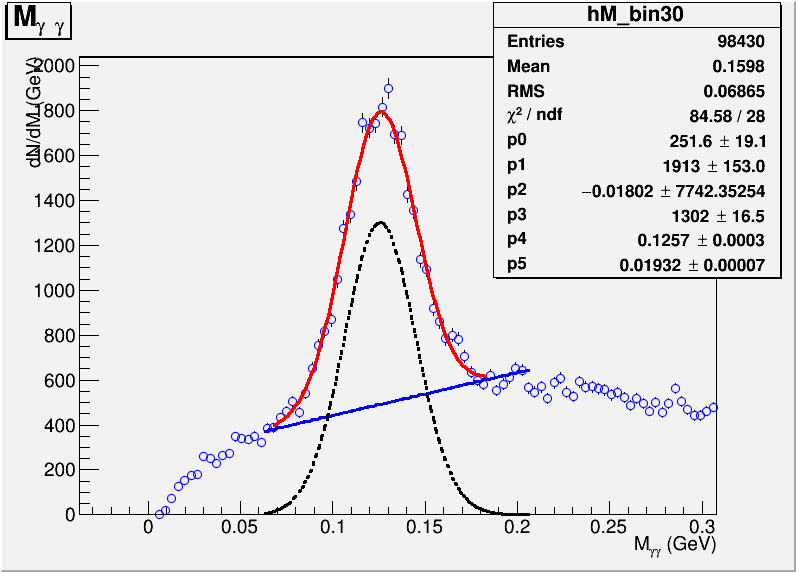 M γ γ
hM_bin30
Entries 98430
Mean 0.1598
RMS 0.06865
χ² / ndf 84.58 / 28
p0 251.6 ± 19.1
p1 1913 ± 153.0
p2 −0.01802 ± 7742.35254
p3 1302 ± 16.5
p4 0.1257 ± 0.0003
p5 0.01932 ± 0.00007
dN/dM (GeV)
2000
1800
1600
1400
1200
1000
800
600
400
200
0
0 0.05 0.1 0.15 0.2 0.25 0.3
M γγ (GeV)